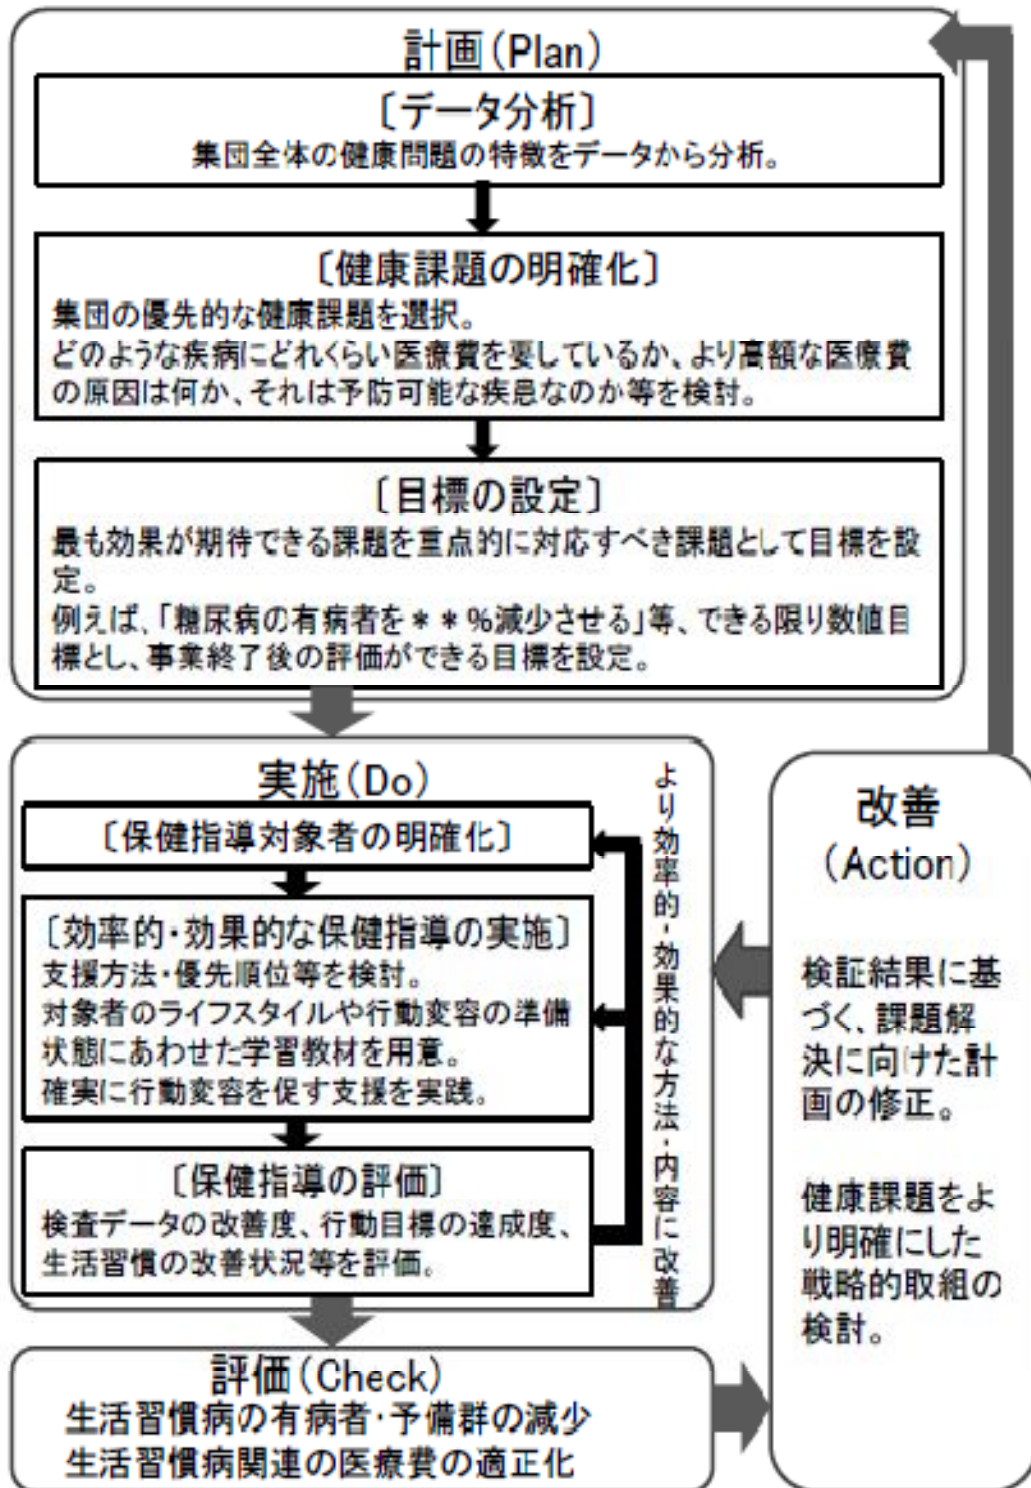 計画(Plan)
〔データ分析〕
集団全体の健康問題の特徴をデータから分析。
〔健康課題の明確化〕
集団の優先的な健康課題を選択。
どのような疾病にどれくらい医療費を要しているか、より高額な医療費
の原因は何か、それは予防可能な疾患なのか等を検討。
〔目標の設定〕
最も効果が期待できる課題を重点的に対応すべき課題として目標を設
定。
例えば、「糖尿病の有病者を**%減少させる」等、できる限り数値目
標とし、事業終了後の評価ができる目標を設定。
実施(Do)
〔保健指導対象者の明確化〕
〔効率的・効果的な保健指導の実施〕
支援方法・優先順位等を検討。
対象者のライフスタイルや行動変容の準備
状態にあわせた学習教材を用意。
確実に行動変容を促す支援を実践。
〔保健指導の評価〕
検査データの改善度、行動目標の達成度、
生活習慣の改善状況等を評価。
より効率的・効果的な方法・内容に改善
評価(Check)
生活習慣病の有病者・予備群の減少
生活習慣病関連の医療費の適正化
改善
(Action)
検証結果に基
づく、課題解
決に向けた計
画の修正。
健康課題をよ
り明確にした
戦略的取組の
検討。